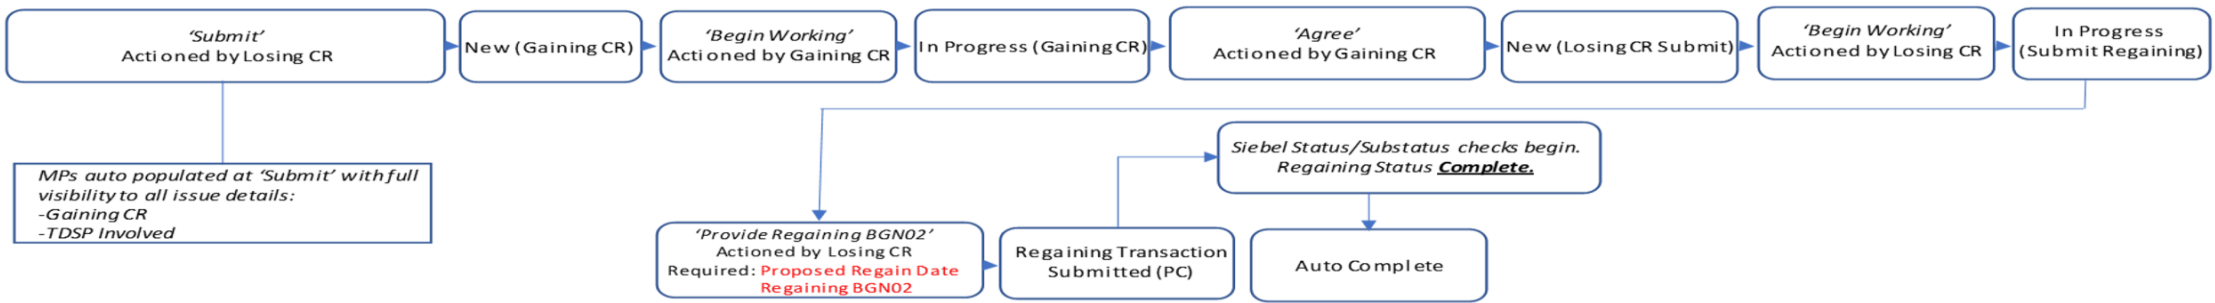 ‘Submit’
Actioned by Losing CR
New (Gaining CR)
‘Begin Working’
Actioned by Gaining CR
In Progress (Gaining CR)
‘Agree’
Actioned by Gaining CR
New (Losing CR Submit)
‘Begin Working’
Actioned by Losing CR
In Progress
(Submit Regaining)
MPs auto populated at ‘Submit’ with full
visibility to all issue details:
-Gaining CR
-TDSP Involved
‘Provide Regaining BGN02’
Actioned by Losing CR
Required: Proposed Regain Date
Regaining BGN02
Regaining Transaction
Submitted (PC)
Siebel Status/Substatus checks begin.
Regaining Status Complete.
Auto Complete